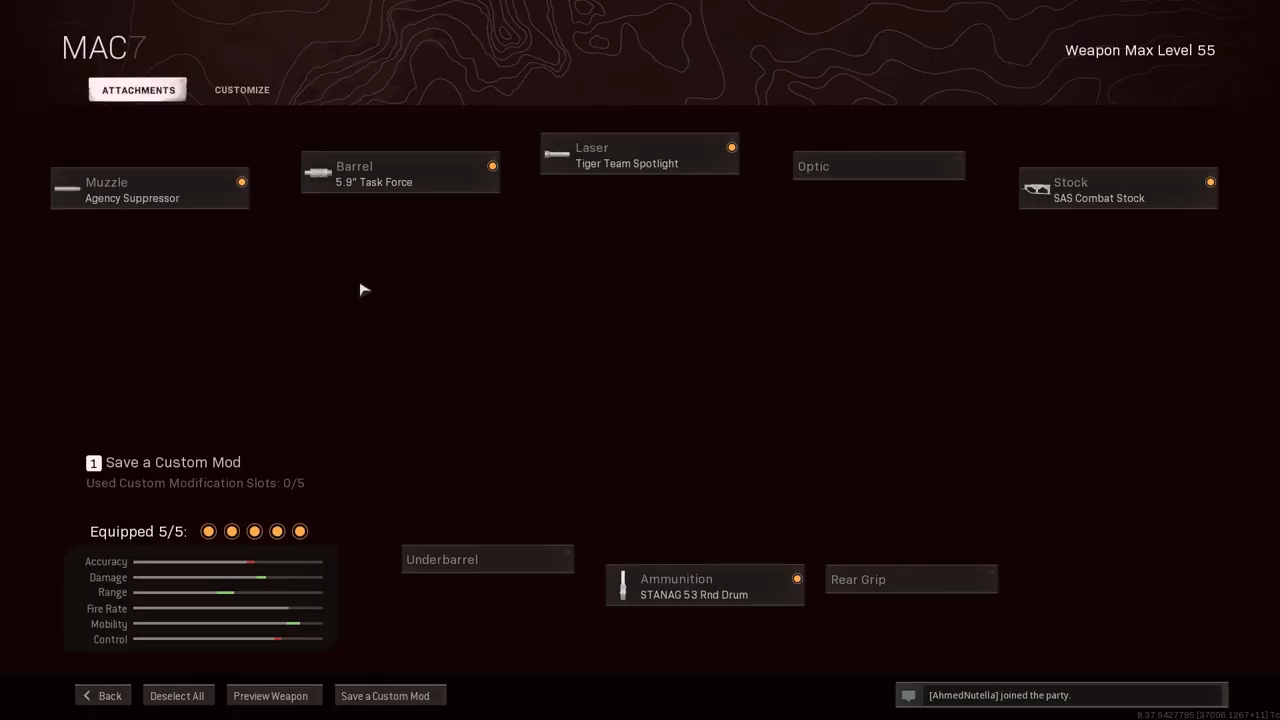 MAC7
Weapon Max Level 55
ATTACHMENTS
CUSTOMIZE
Muzzle
Agency Suppressor
Barrel
5.9" Task Force
Laser
Tiger Team Spotlight
Optic
Stock
SAS Combat Stock
1 Save a Custom Mod
Used Custom Modification Slots: 0/5
Equipped 5/5:
Accuracy
Damage
Range
Fire Rate
Mobility
Control
Underbarrel
Ammunition
STANAG 53 Rnd Drum
Rear Grip
Back
Deselect All
Preview Weapon
Save a Custom Mod
[AhmedNutella] joined the party.